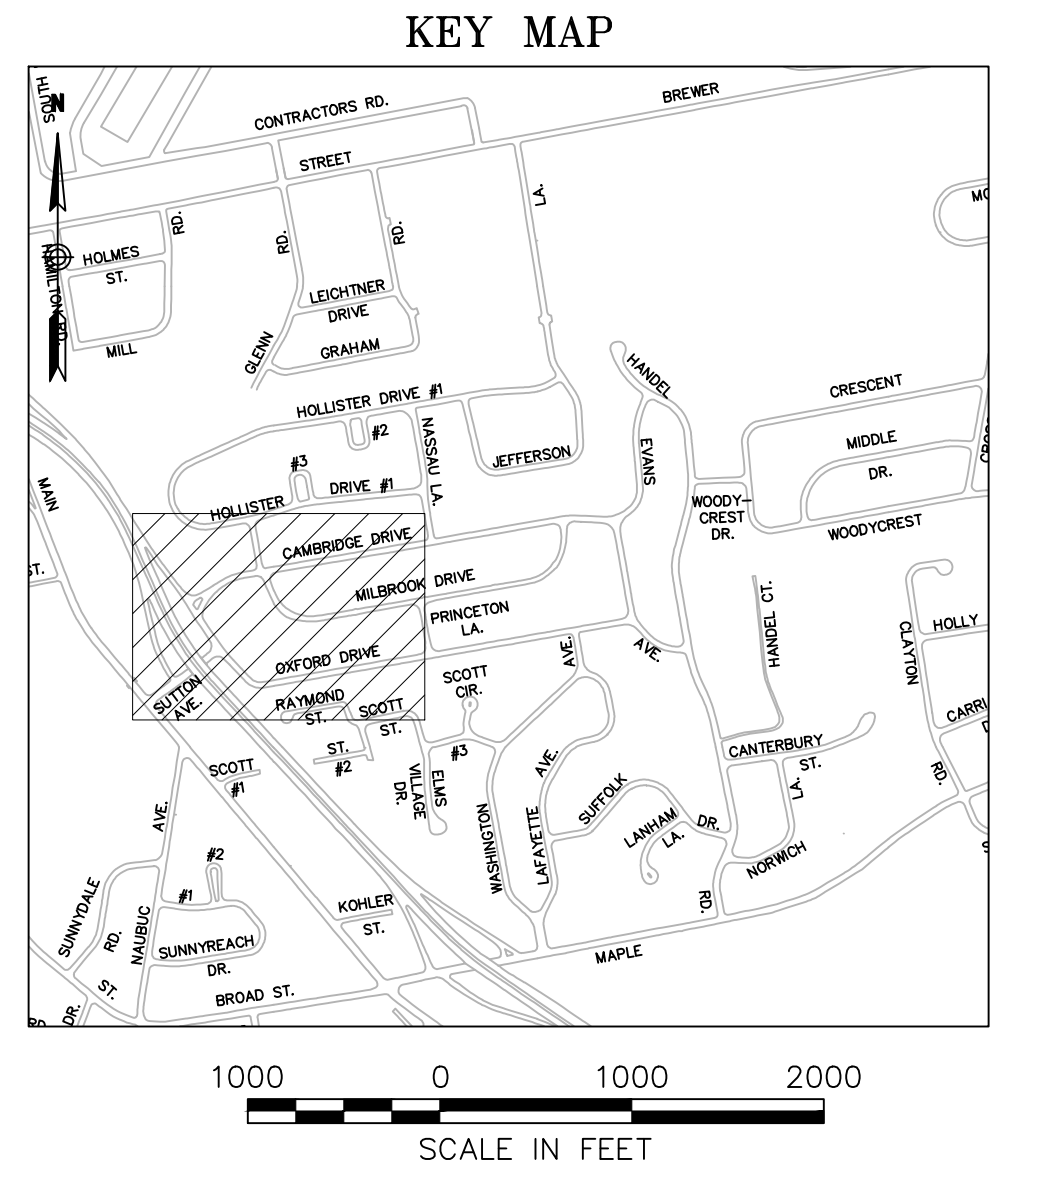 KEY MAP
SOUTH
N
CONTRACTORS RD.
BREWER
STREET
LA.
RD.
RD.
RD.
HOLMES
ST.
HAMILTON RD.
MILL
LEICHTNER
DRIVE
GLENN
GRAHAM
HANDEL
HOLLISTER DRIVE #1
#2
CRESCENT
NASSAU LA.
JEFFERSON
EVANS
MIDDLE
DR.
#3
DRIVE #1
HOLLISTER
MAIN
WOODY-
CREST
DR.
WOODYCREST
CAMBRIDGE DRIVE
ST.
MILBROOK DRIVE
PRINCETON
LA.
HANDEL CT.
CLAYTON
HOLLY
OXFORD DRIVE
AVE.
AVE.
SCOTT
CIR.
SUTTON
AVE.
RAYMOND
ST.
SCOTT
ST.
CARRI
CANTERBURY
ST.
ST.
#2
#3
SCOTT
#1
VILLAGE
DR.
ELMS
AVE.
RD.
LA.
AVE.
SUFFOLK
LANHAM
LA.
DR.
WASHINGTON
LAFAYETTE
NORWICH
#2
#1
SUNNYDALE
RD.
NAUBUC
KOHLER
ST.
RD.
SUNNYREACH
DR.
MAPLE
ST.
BROAD ST.
DR.
1000 0 1000 2000
SCALE IN FEET